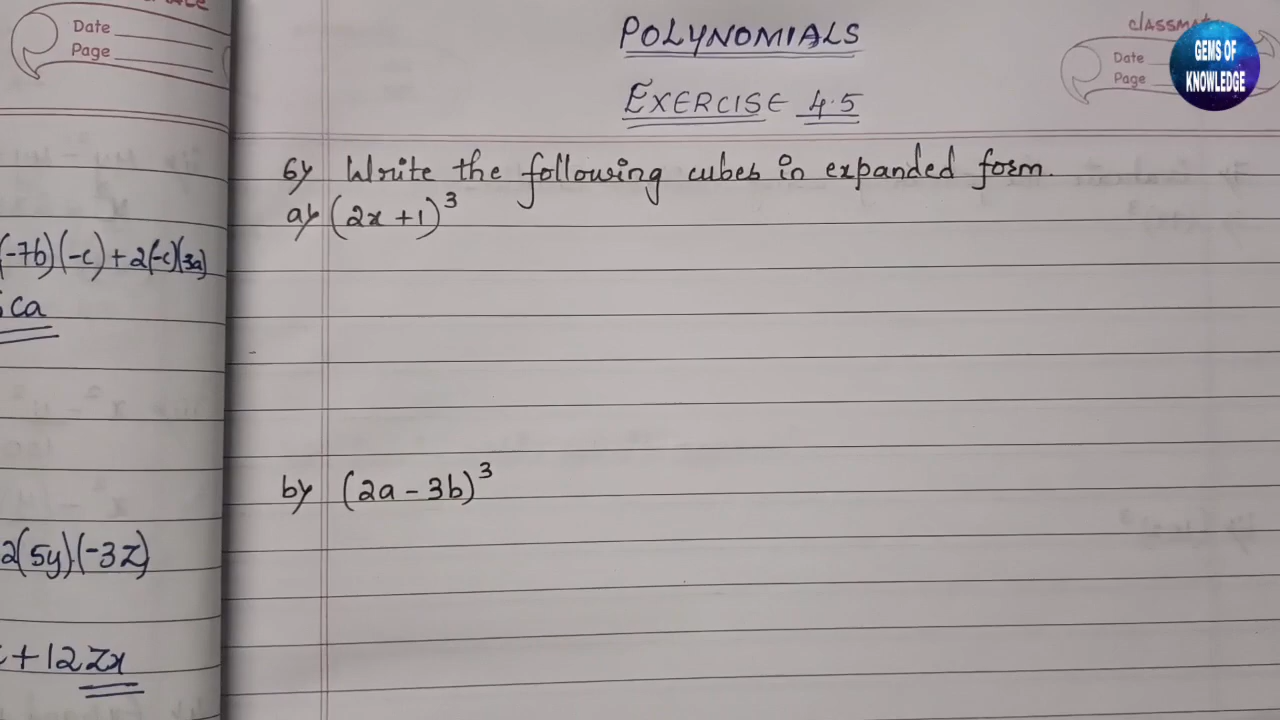 Date
Page
POLYNOMIALS
EXERCISE 4.5
CLASSMATE
Date
Page
GEMS OF
KNOWLEDGE
6) Write the following cubes in expanded form.
a) (2x + 1)³
(-7b)(-c) + 2(-c)(3a)
ca
b) (2a - 3b)³
2(5y)(-3z)
+ 12zx